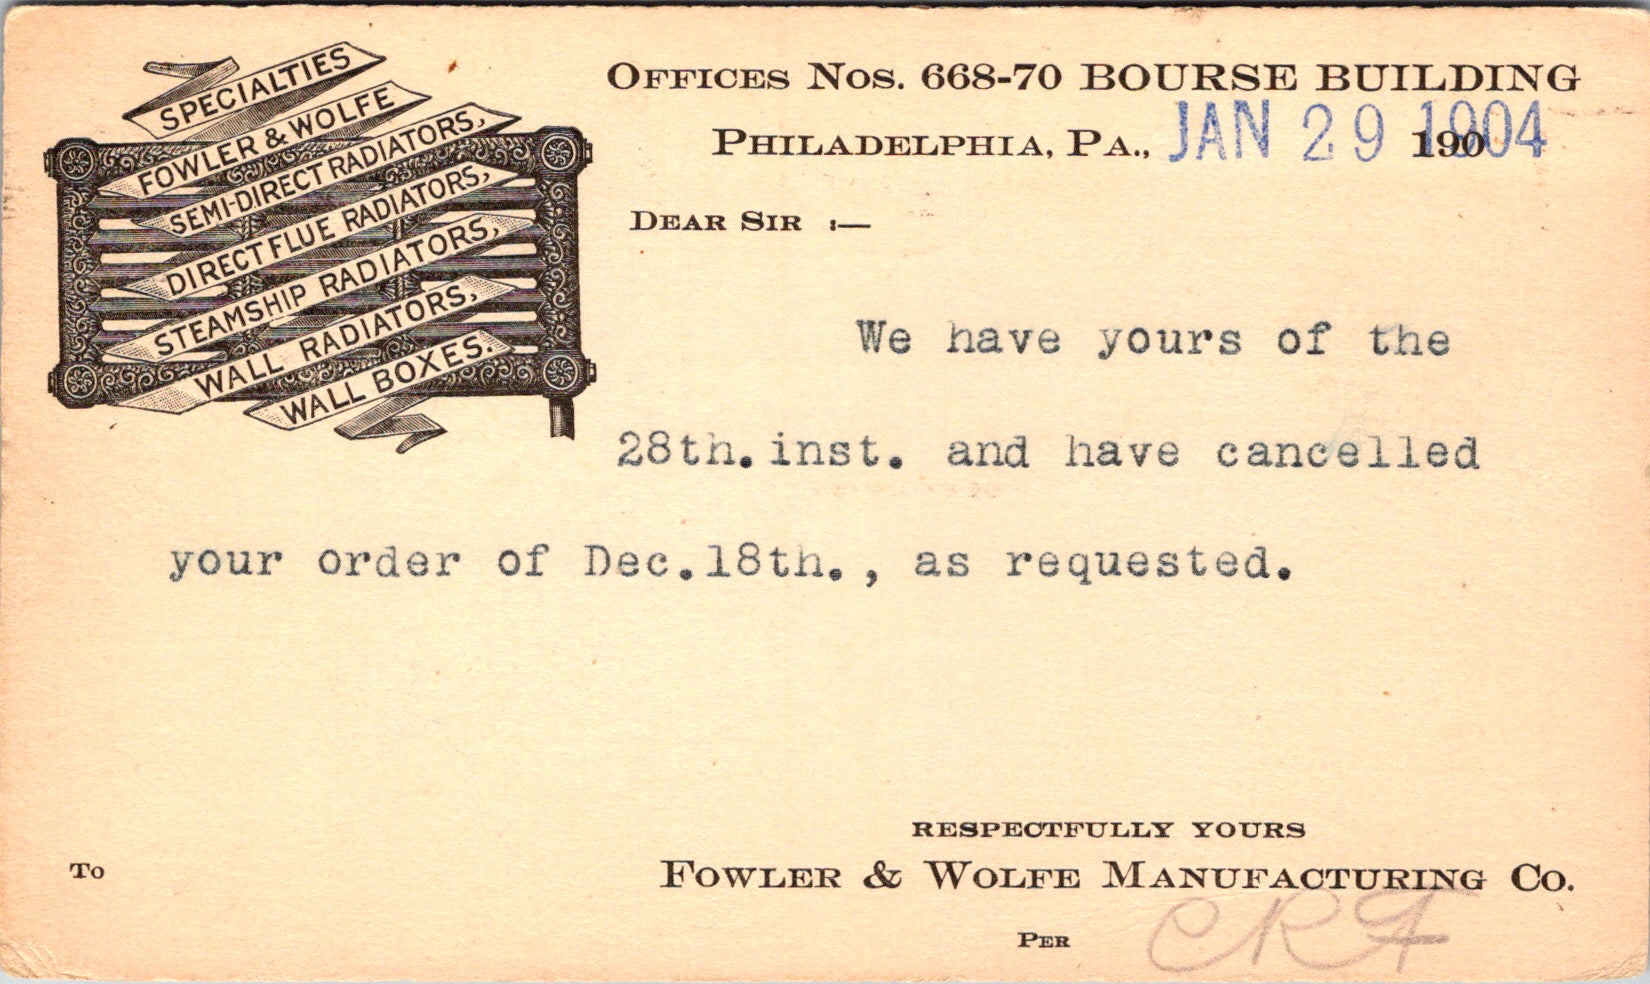 SPECIALTIES
FOWLER & WOLFE
SEMI-DIRECT RADIATORS,
DIRECT FLUE RADIATORS,
STEAMSHIP RADIATORS,
WALL RADIATORS,
WALL BOXES.
OFFICES NOS. 668-70 BOURSE BUILDING
PHILADELPHIA, PA., JAN 29 1904 190
DEAR SIR :—
We have yours of the
28th. inst. and have cancelled
your order of Dec.18th., as requested.
RESPECTFULLY YOURS
TO
FOWLER & WOLFE MANUFACTURING CO.
PER CRF